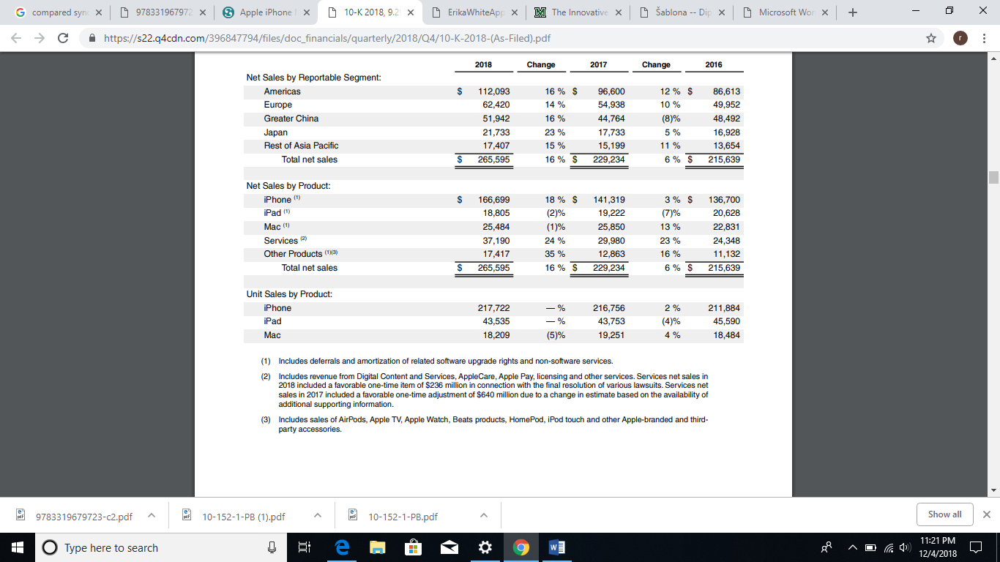 compared syn
97833196797
Apple iPhone
10-K 2018, 9.2
ErikaWhiteApp
The Innovative
Šablona -- Dip
Microsoft Wor
https://s22.q4cdn.com/396847794/files/doc_financials/quarterly/2018/Q4/10-K-2018-(As-Filed).pdf
r
2018 Change 2017 Change 2016
Net Sales by Reportable Segment:
Americas $ 112,093 16 % $ 96,600 12 % $ 86,613
Europe 62,420 14 % 54,938 10 % 49,952
Greater China 51,942 16 % 44,764 (8)% 48,492
Japan 21,733 23 % 17,733 5 % 16,928
Rest of Asia Pacific 17,407 15 % 15,199 11 % 13,654
Total net sales $ 265,595 16 % $ 229,234 6 % $ 215,639
Net Sales by Product:
iPhone (1) $ 166,699 18 % $ 141,319 3 % $ 136,700
iPad (1) 18,805 (2)% 19,222 (7)% 20,628
Mac (1) 25,484 (1)% 25,850 13 % 22,831
Services (2) 37,190 24 % 29,980 23 % 24,348
Other Products (1)(3) 17,417 35 % 12,863 16 % 11,132
Total net sales $ 265,595 16 % $ 229,234 6 % $ 215,639
Unit Sales by Product:
iPhone 217,722 — % 216,756 2 % 211,884
iPad 43,535 — % 43,753 (4)% 45,590
Mac 18,209 (5)% 19,251 4 % 18,484
(1) Includes deferrals and amortization of related software upgrade rights and non-software services.
(2) Includes revenue from Digital Content and Services, AppleCare, Apple Pay, licensing and other services. Services net sales in
2018 included a favorable one-time item of $236 million in connection with the final resolution of various lawsuits. Services net
sales in 2017 included a favorable one-time adjustment of $640 million due to a change in estimate based on the availability of
additional supporting information.
(3) Includes sales of AirPods, Apple TV, Apple Watch, Beats products, HomePod, iPod touch and other Apple-branded and third-
party accessories.
9783319679723-c2.pdf
10-152-1-PB (1).pdf
10-152-1-PB.pdf
Show all
Type here to search
11:21 PM
12/4/2018